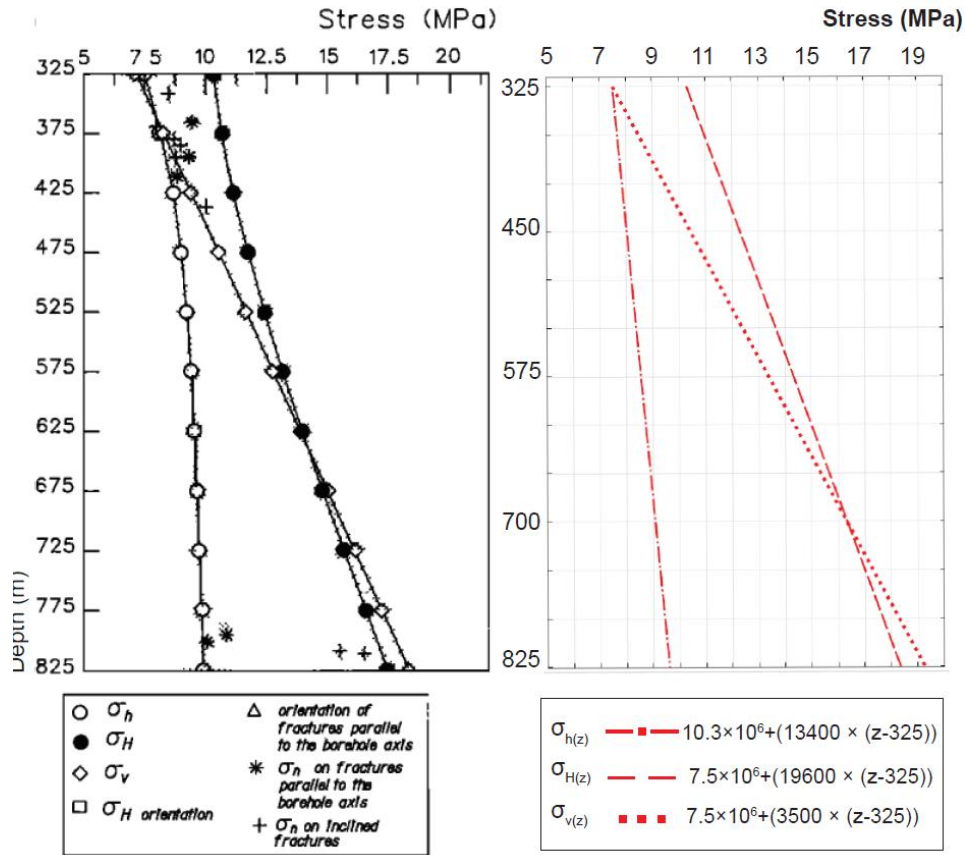 Stress (MPa)
5 7.5 10 12.5 15 17.5 20
325
375
425
475
525
575
625
675
725
775
825
Depth (m)
σh
σH
σv
σH orientation
orientation of
fractures parallel
to the borehole axis
σn on fractures
parallel to the
borehole axis
σn on inclined
fractures
Stress (MPa)
5 7 9 11 13 15 17 19
325
450
575
700
825
σh(z) 10.3×10⁶+(13400 × (z-325))
σH(z) 7.5×10⁶+(19600 × (z-325))
σv(z) 7.5×10⁶+(3500 × (z-325))